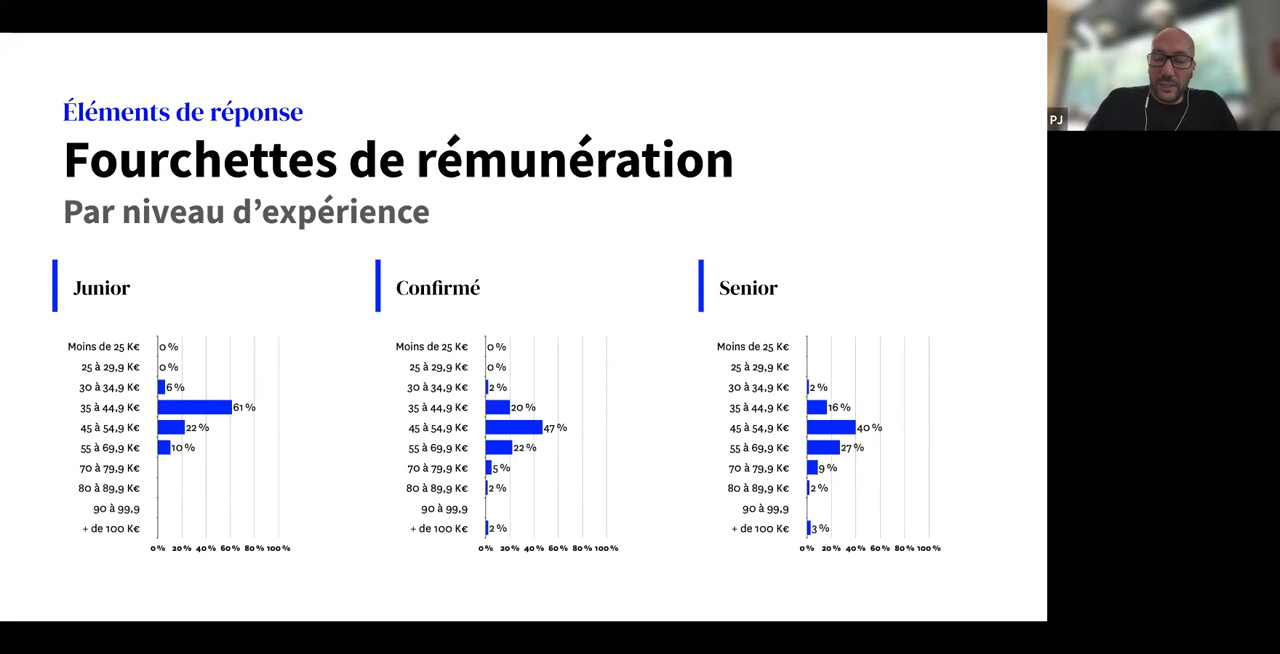 Éléments de réponse
Fourchettes de rémunération
Par niveau d'expérience
Junior
Moins de 25 K€ 0 %
25 à 29,9 K€ 0 %
30 à 34,9 K€ 6 %
35 à 44,9 K€ 61 %
45 à 54,9 K€ 22 %
55 à 69,9 K€ 10 %
70 à 79,9 K€
80 à 89,9 K€
90 à 99,9
+ de 100 K€
0 % 20 % 40 % 60 % 80 % 100 %
Confirmé
Moins de 25 K€ 0 %
25 à 29,9 K€ 0 %
30 à 34,9 K€ 2 %
35 à 44,9 K€ 20 %
45 à 54,9 K€ 47 %
55 à 69,9 K€ 22 %
70 à 79,9 K€ 5 %
80 à 89,9 K€ 2 %
90 à 99,9
+ de 100 K€ 2 %
0 % 20 % 40 % 60 % 80 % 100 %
Senior
Moins de 25 K€
25 à 29,9 K€
30 à 34,9 K€ 2 %
35 à 44,9 K€ 16 %
45 à 54,9 K€ 40 %
55 à 69,9 K€ 27 %
70 à 79,9 K€ 9 %
80 à 89,9 K€ 2 %
90 à 99,9
+ de 100 K€ 3 %
0 % 20 % 40 % 60 % 80 % 100 %
PJ